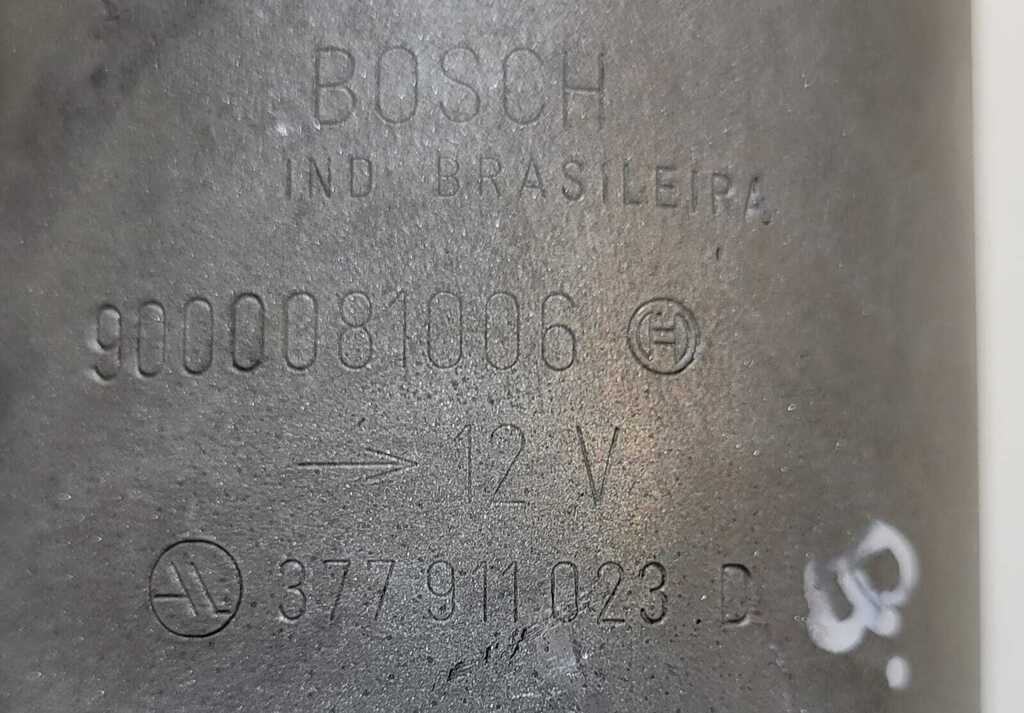 BOSCH
IND BRASILEIRA
9000081006
12 V
377 911 023 D